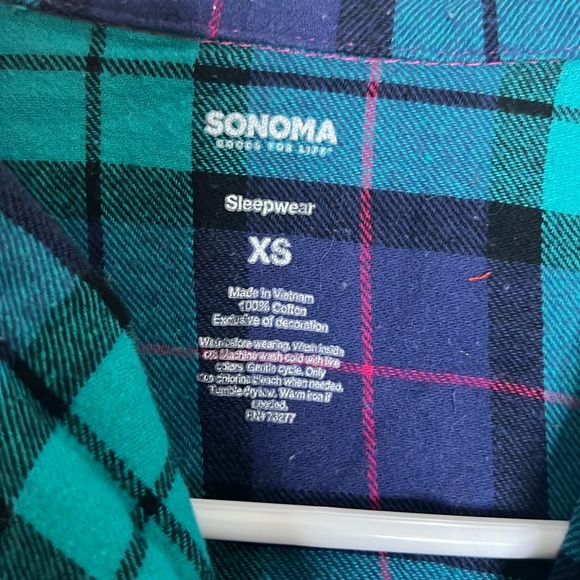 SONOMA
GOODS FOR LIFE®
Sleepwear
XS
Made in Vietnam
100% Cotton
Exclusive of decoration
Wash before wearing. Wash inside
out. Machine wash cold with like
colors. Gentle cycle. Only
non chlorine bleach when needed.
Tumble dry low. Warm iron if
needed.
RN#73277